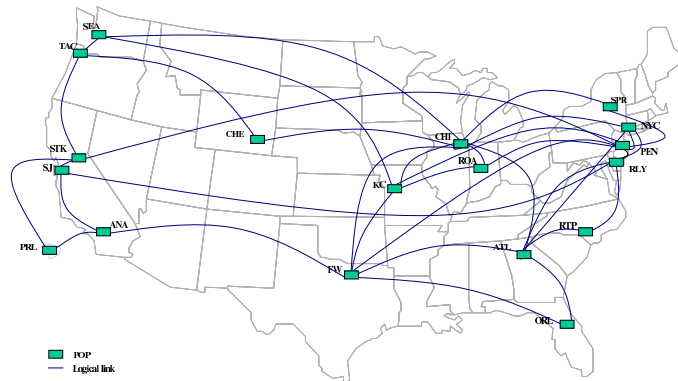 SEA
TAC
SPR
NYC
CHE
CHI
PEN
STK
ROA
RLY
SJ
KC
ANA
RTP
PRL
ATL
FW
ORL
POP
Logical link